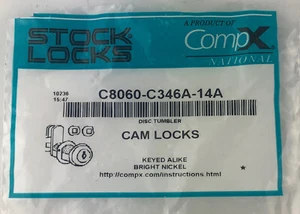 STOCK
LOCKS
A PRODUCT OF
CompX
NATIONAL
10236
15:47
C8060-C346A-14A
DISC TUMBLER
CAM LOCKS
KEYED ALIKE
BRIGHT NICKEL
http://compx.com/instructions.html
*